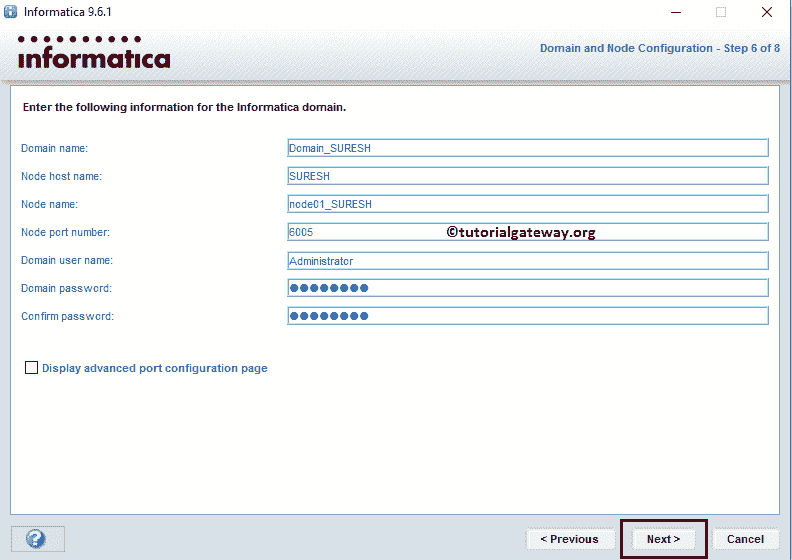 Informatica 9.6.1
informatica
Domain and Node Configuration - Step 6 of 8
Enter the following information for the Informatica domain.
Domain name: Domain_SURESH
Node host name: SURESH
Node name: node01_SURESH
Node port number: 6005 ©tutorialgateway.org
Domain user name: Administrator
Domain password: ●●●●●●●●
Confirm password: ●●●●●●●●
Display advanced port configuration page
?
< Previous Next > Cancel